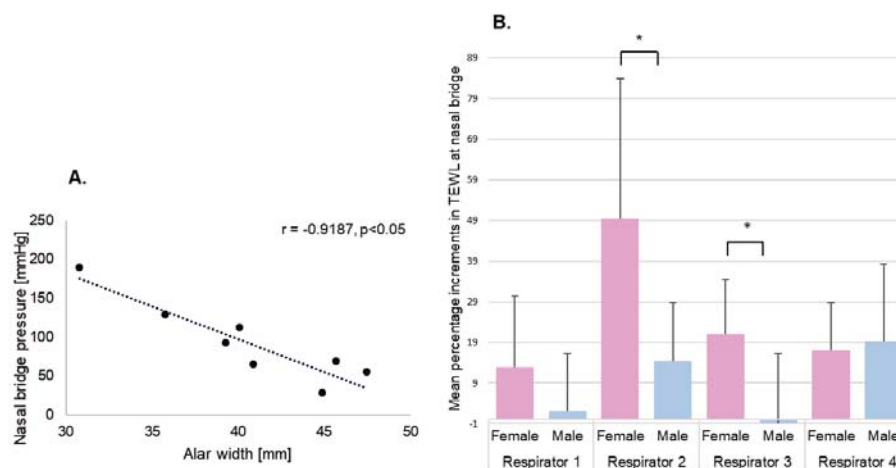 A.
Nasal bridge pressure [mmHg]
250
200
150
100
50
0
30
35
40
45
50
Alar width [mm]
r = -0.9187, p<0.05
B.
Mean percentage increments in TEWL at nasal bridge
89
79
69
59
49
39
29
19
9
-1
*
*
Female Male Female Male Female Male Female Male
Respirator 1 Respirator 2 Respirator 3 Respirator 4